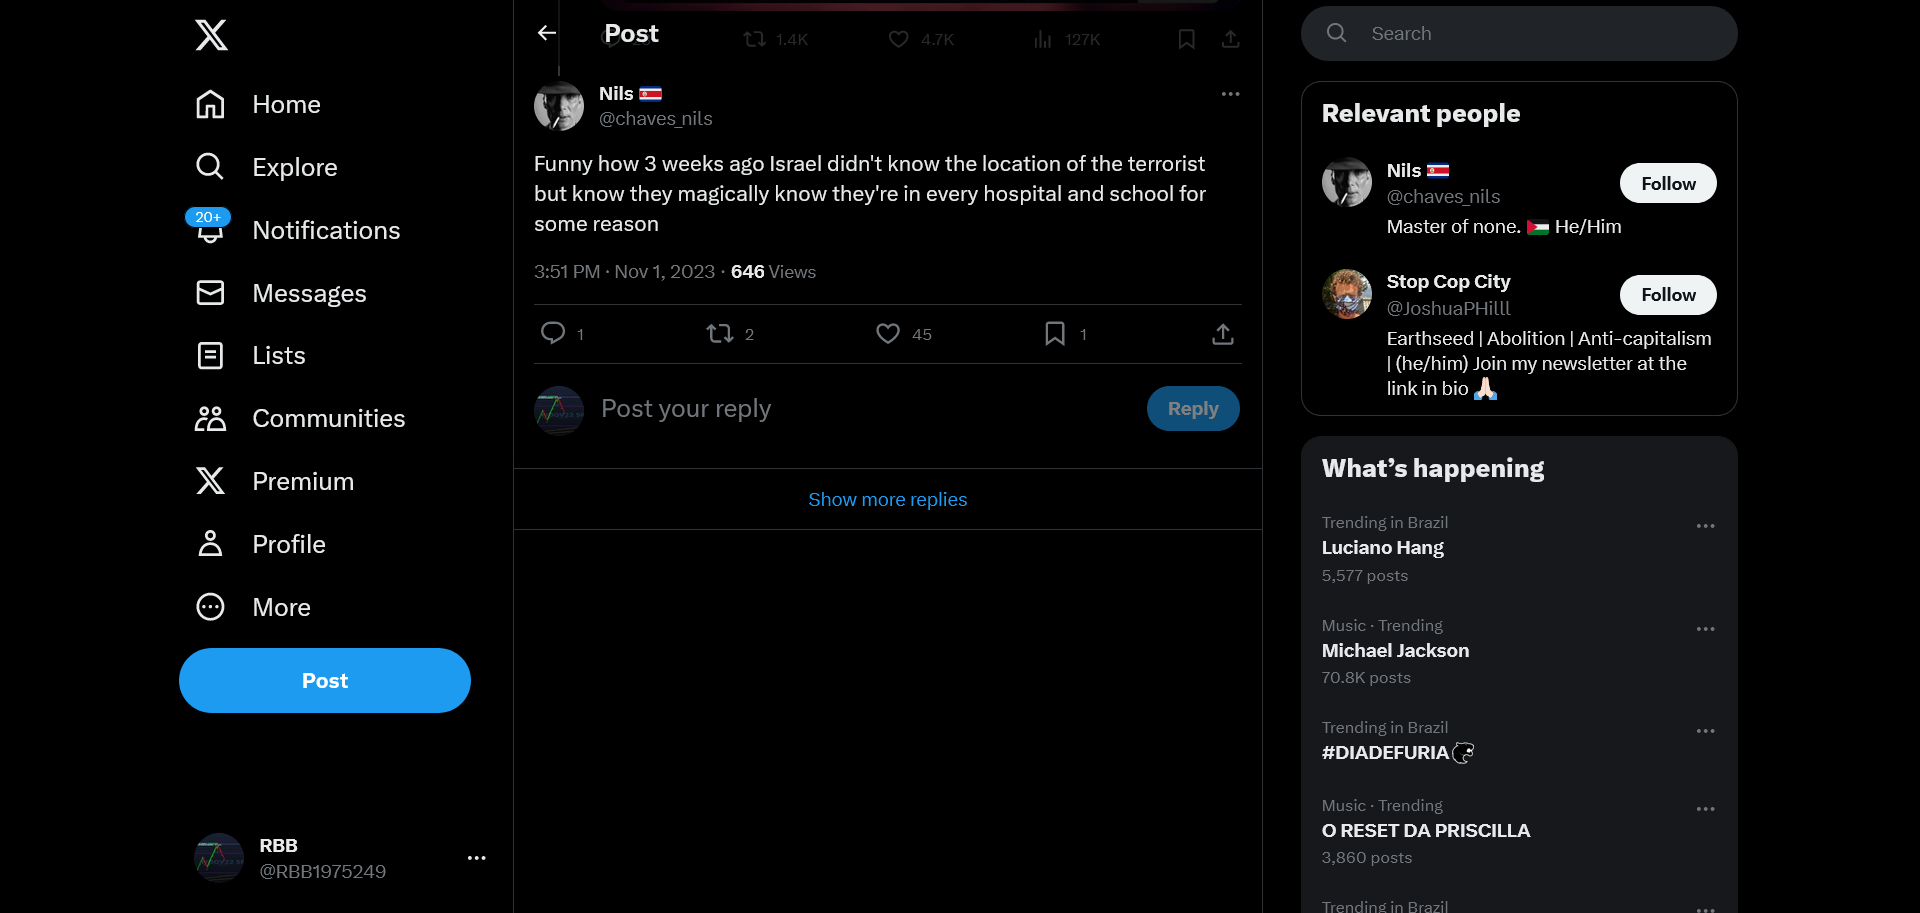 Home
Explore
20+
Notifications
Messages
Lists
Communities
Premium
Profile
More
Post
RBB
@RBB1975249
Post
1.4K
4.7K
127K
Nils
@chaves_nils
Funny how 3 weeks ago Israel didn't know the location of the terrorist
but know they magically know they're in every hospital and school for
some reason
3:51 PM · Nov 1, 2023 · 646 Views
1
2
45
1
Post your reply
Reply
Show more replies
Search
Relevant people
Nils
@chaves_nils
Follow
Master of none. He/Him
Stop Cop City
@JoshuaPHilll
Follow
Earthseed | Abolition | Anti-capitalism
| (he/him) Join my newsletter at the
link in bio
What's happening
Trending in Brazil
Luciano Hang
5,577 posts
Music · Trending
Michael Jackson
70.8K posts
Trending in Brazil
#DIADEFURIA
Music · Trending
O RESET DA PRISCILLA
3,860 posts
Trending in Brazil